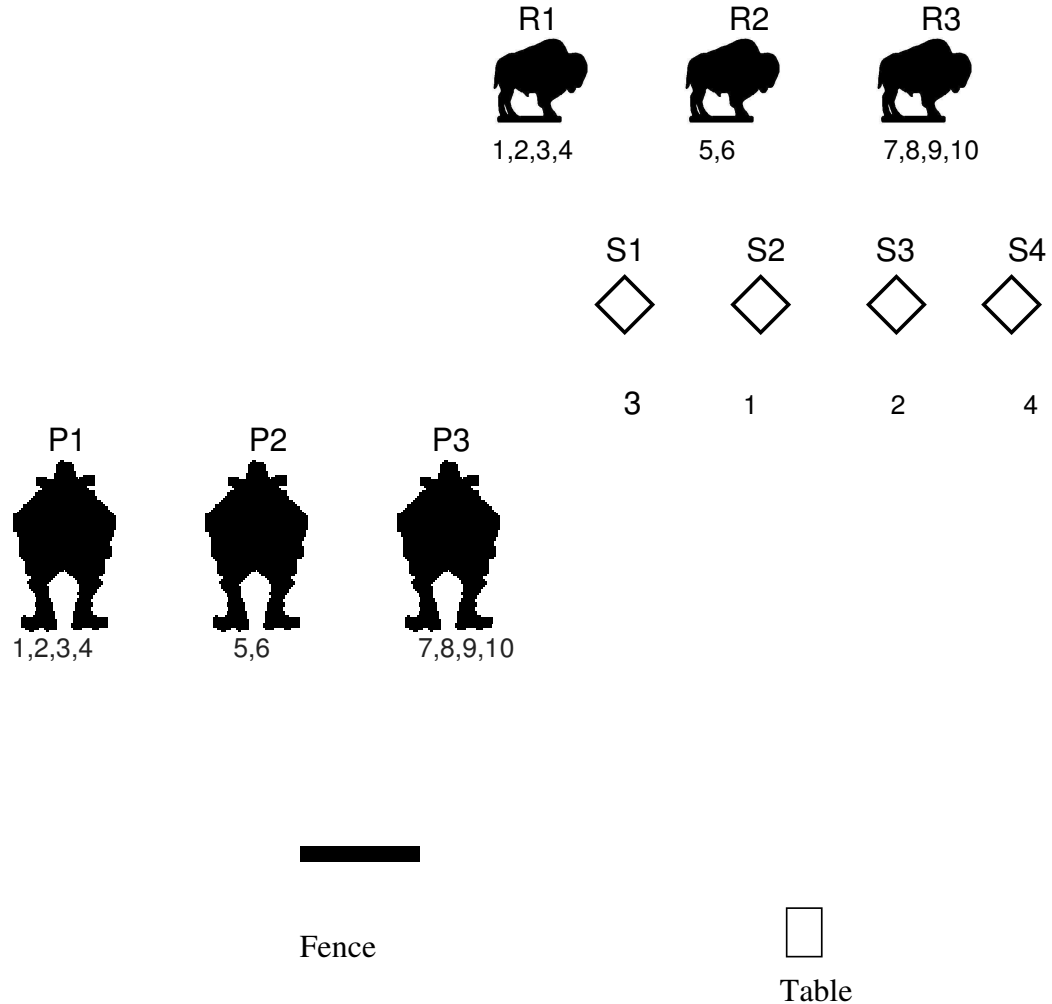 R1 R2 R3
1,2,3,4 5,6 7,8,9,10
S1 S2 S3 S4
3 1 2 4
P1 P2 P3
1,2,3,4 5,6 7,8,9,10
Fence
Table